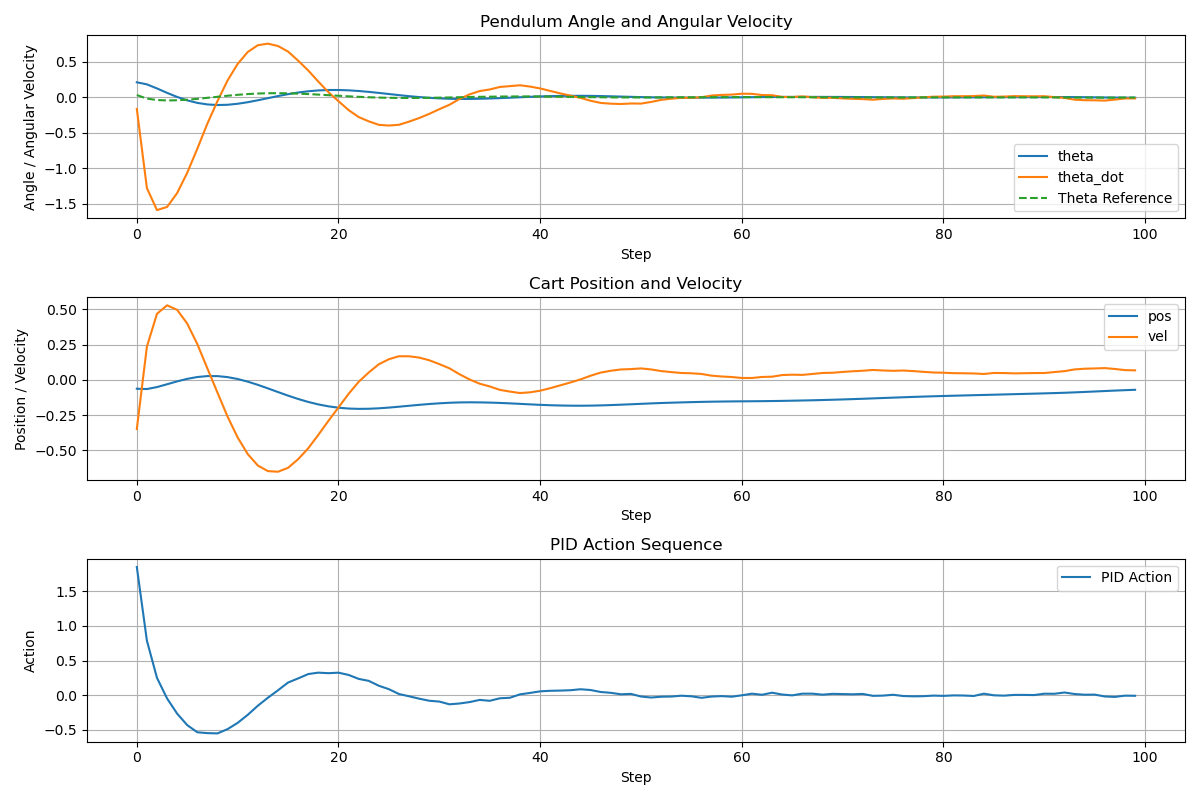 Pendulum Angle and Angular Velocity
Angle / Angular Velocity
0.5
0.0
−0.5
−1.0
−1.5
theta
theta_dot
Theta Reference
0
20
40
60
80
100
Step
Cart Position and Velocity
Position / Velocity
0.50
0.25
0.00
−0.25
−0.50
pos
vel
0
20
40
60
80
100
Step
PID Action Sequence
Action
1.5
1.0
0.5
0.0
−0.5
PID Action
0
20
40
60
80
100
Step